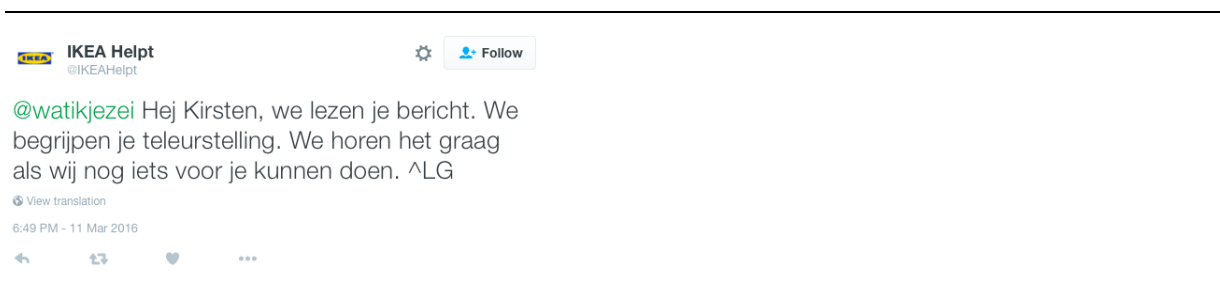 IKEA
IKEA Helpt
@IKEAHelpt
Follow
@watikjezei Hej Kirsten, we lezen je bericht. We
begrijpen je teleurstelling. We horen het graag
als wij nog iets voor je kunnen doen. ^LG
View translation
6:49 PM - 11 Mar 2016